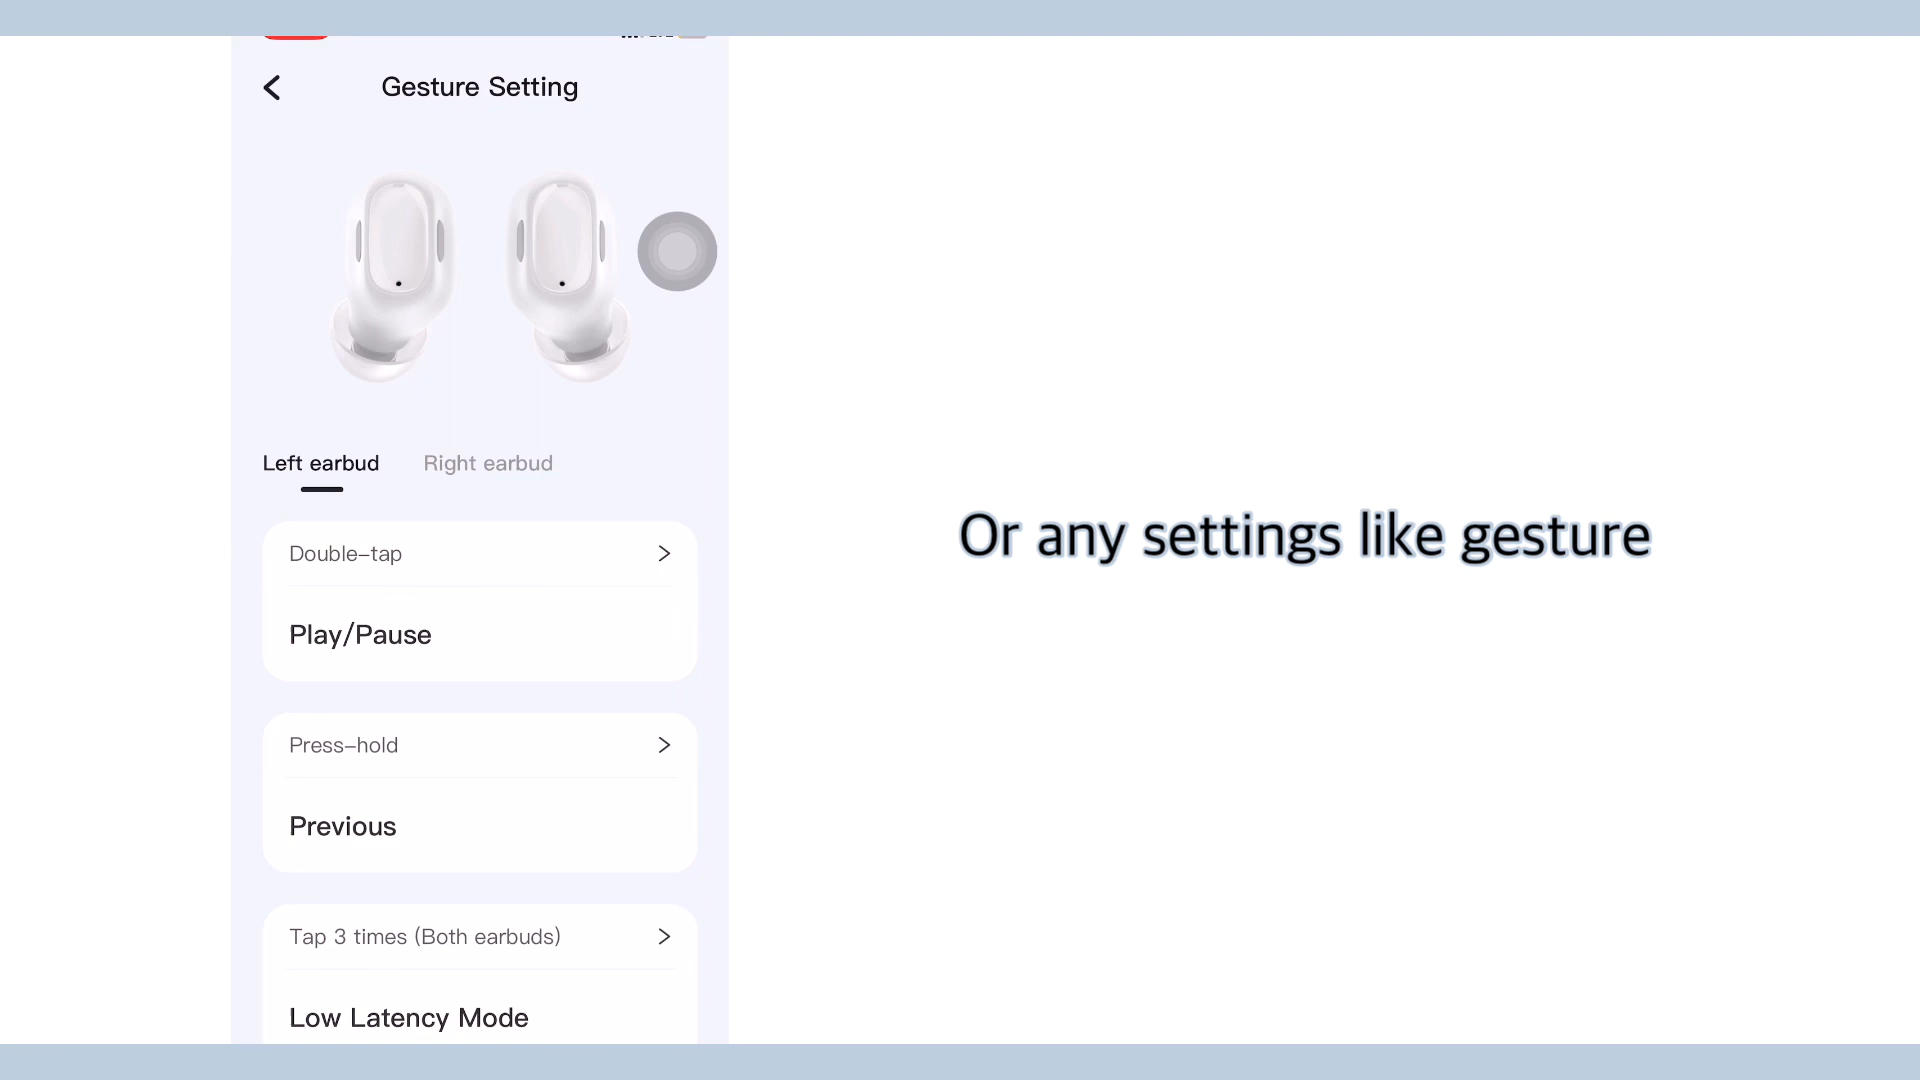 Gesture Setting
Left earbud Right earbud
Double-tap
Play/Pause
Press-hold
Previous
Tap 3 times (Both earbuds)
Low Latency Mode
Or any settings like gesture